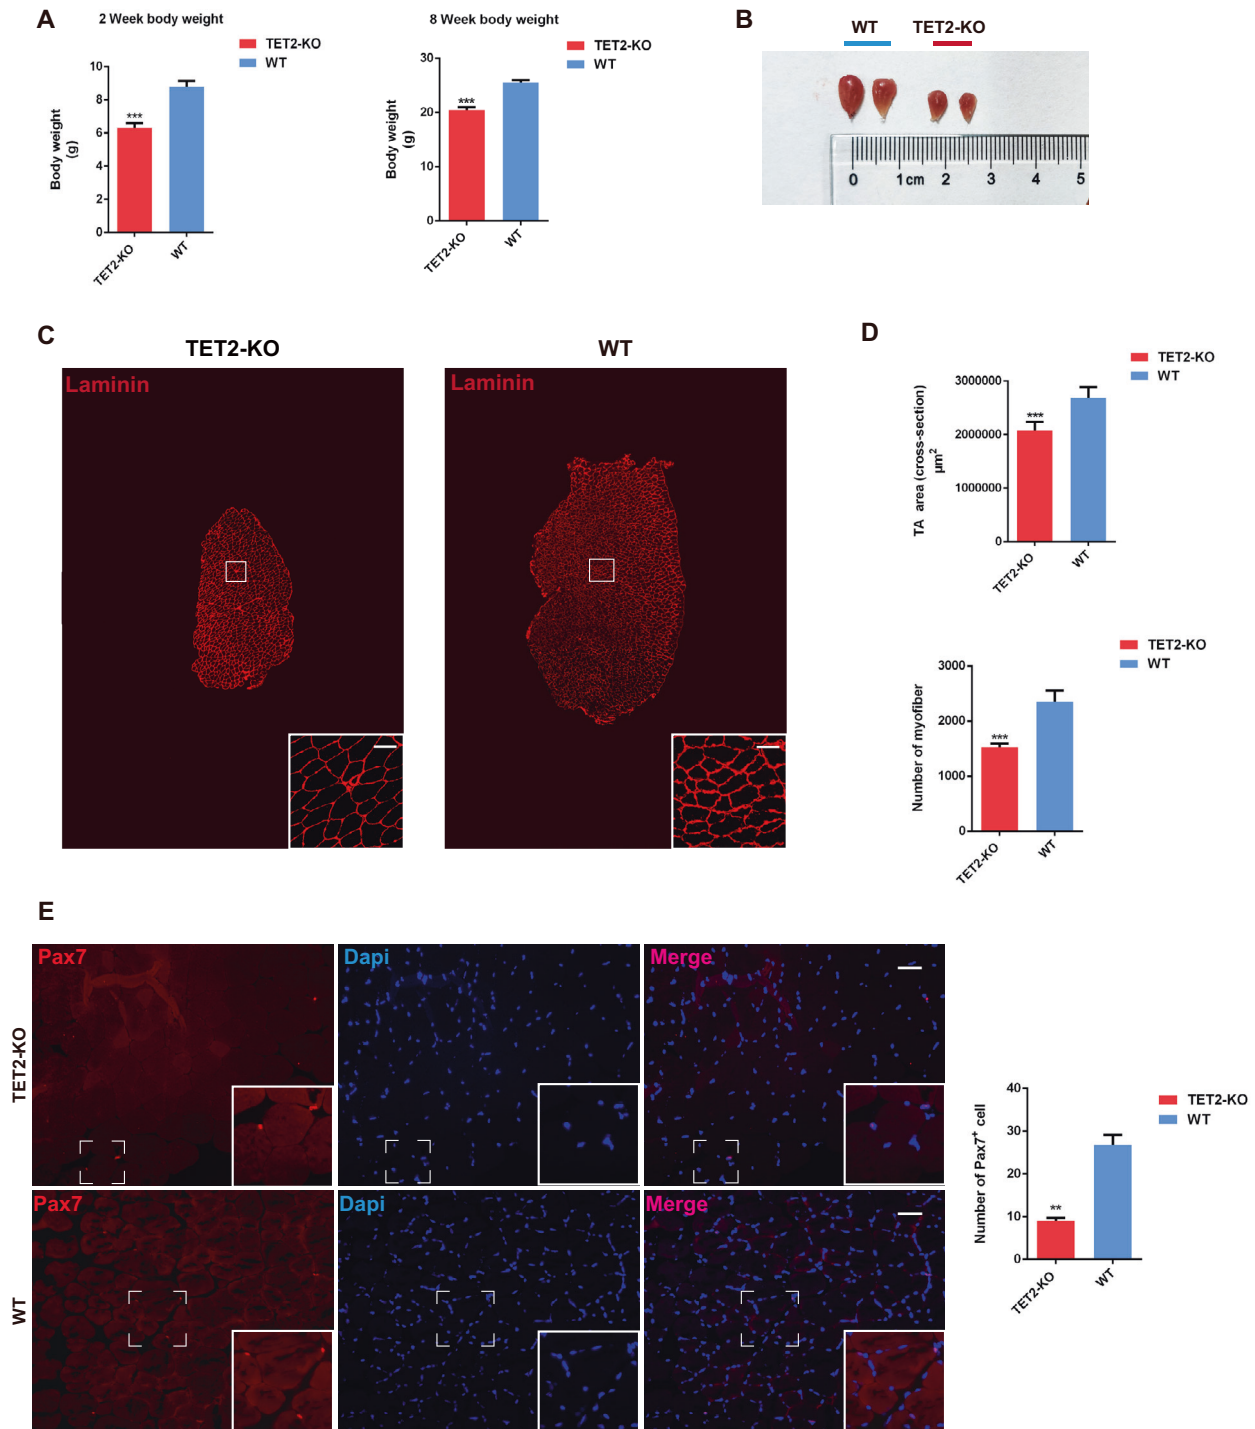 A
2 Week body weight
TET2-KO
WT
10
8
6
4
2
0
Body weight
(g)
***
TET2-KO
WT
8 Week body weight
TET2-KO
WT
30
20
10
0
Body weight
(g)
***
TET2-KO
WT
B
WT TET2-KO
0 1cm 2 3 4 5
C
TET2-KO
WT
Laminin
Laminin
D
TET2-KO
WT
3000000
2000000
1000000
0
TA area (cross-section)
µm²
***
TET2-KO
WT
TET2-KO
WT
3000
2000
1000
0
Number of myofiber
***
TET2-KO
WT
E
TET2-KO
Pax7
Dapi
Merge
WT
Pax7
Dapi
Merge
TET2-KO
WT
40
30
20
10
0
Number of Pax7⁺ cell
**
TET2-KO
WT